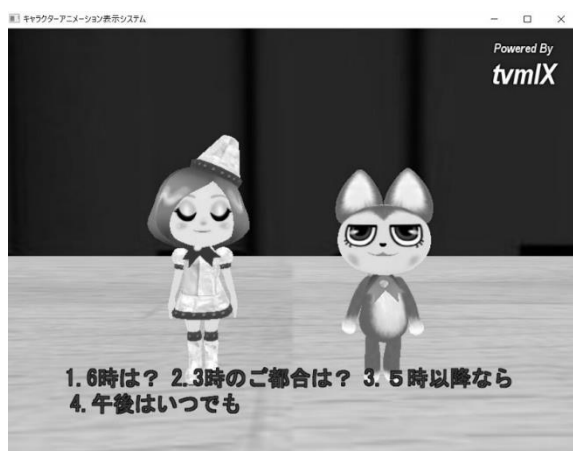 キャラクターアニメーション表示システム
Powered By
tvmlX
1.6時は? 2.3時のご都合は? 3.５時以降なら
4.午後はいつでも